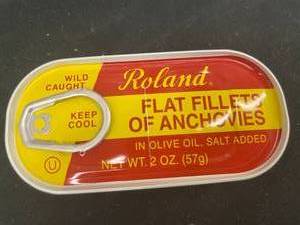 WILD
CAUGHT
Roland
KEEP
COOL
FLAT FILLETS
OF ANCHOVIES
IN OLIVE OIL. SALT ADDED
NET WT. 2 OZ. (57g)
U